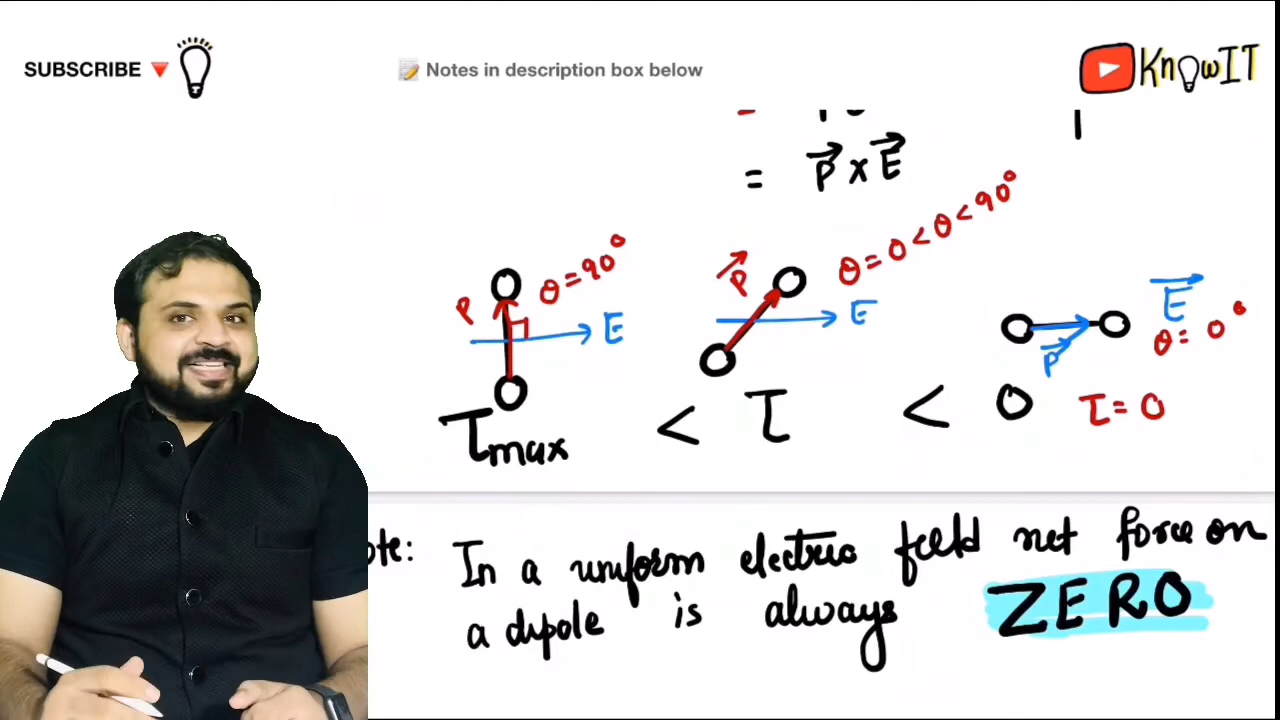 SUBSCRIBE
📝 Notes in description box below
KnowIT
= P × E
P θ = 90° E
P θ = 0 < θ < 90° E
E
P θ = 0°
τmax < τ < 0 τ = 0
ote: In a uniform electric field net force on
a dipole is always ZERO